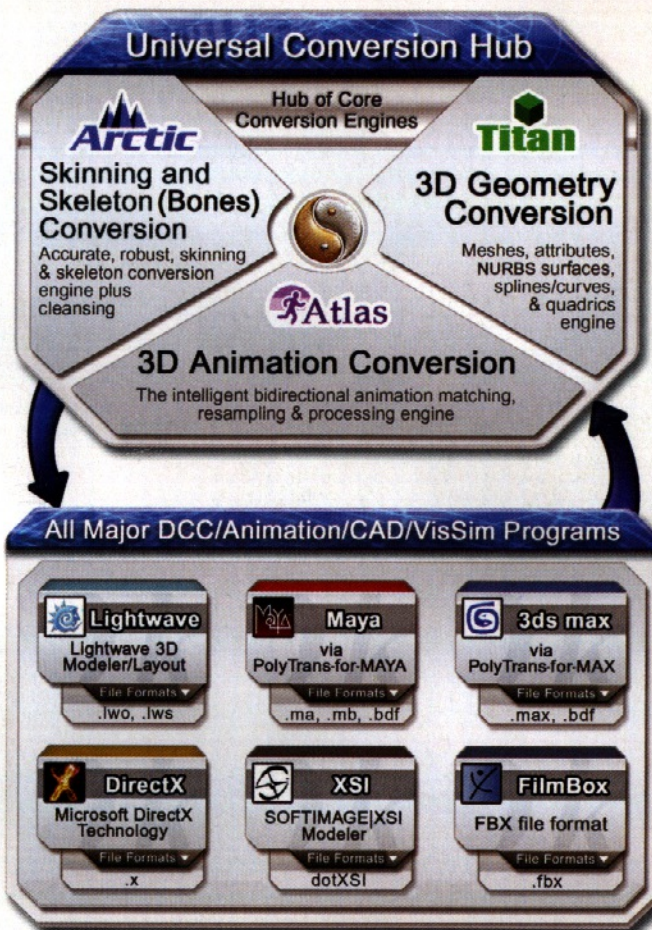 Universal Conversion Hub
Hub of Core
Conversion Engines
Arctic
Skinning and
Skeleton (Bones)
Conversion
Accurate, robust, skinning
& skeleton conversion
engine plus
cleansing
Titan
3D Geometry
Conversion
Meshes, attributes,
NURBS surfaces,
splines/curves,
& quadrics
engine
Atlas
3D Animation Conversion
The intelligent bidirectional animation matching,
resampling & processing engine
All Major DCC/Animation/CAD/VisSim Programs
Lightwave
Lightwave 3D
Modeler/Layout
File Formats
.lwo, .lws
MAYA
Maya
via
PolyTrans-for-MAYA
File Formats
.ma, .mb, .bdf
3ds max
via
PolyTrans-for-MAX
File Formats
.max, .bdf
DirectX
Microsoft DirectX
Technology
File Formats
.x
XSI
SOFTIMAGE|XSI
Modeler
File Formats
dotXSI
FilmBox
FBX file format
File Formats
.fbx